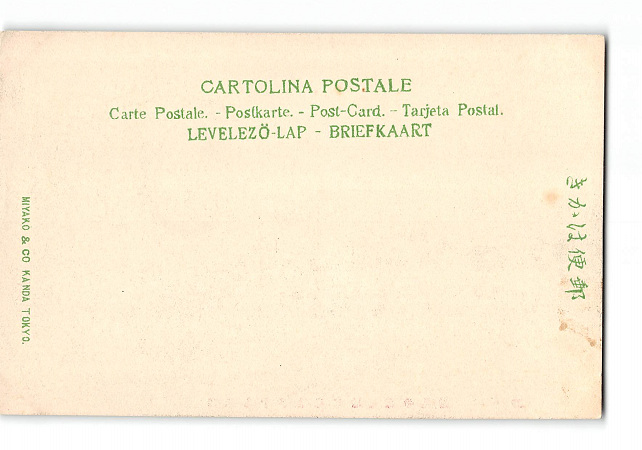 CARTOLINA POSTALE
Carte Postale. - Postkarte. - Post-Card. - Tarjeta Postal.
LEVELEZŐ-LAP - BRIEFKAART
きかは便郵
MIYAKO & CO KANDA TOKYO.